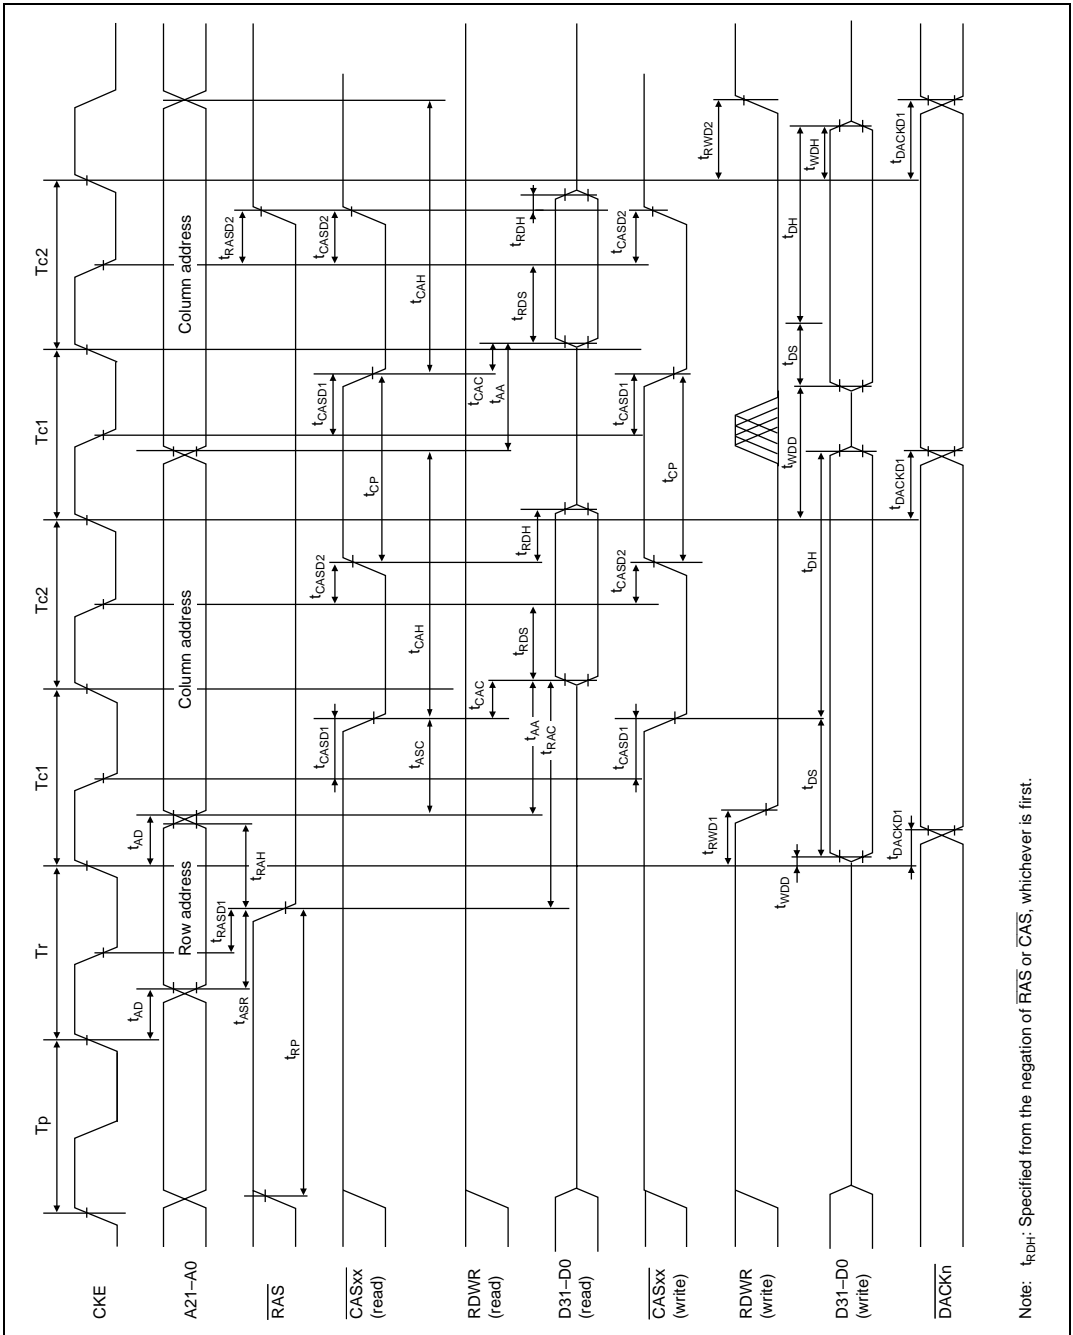 Tp
Tr
Tc1
Tc2
Tc1
Tc2
CKE
A21–A0
Row address
Column address
Column address
tAD
tAD
RAS
tASR
tRASD1
tRAH
tRASD2
tRP
CASxx
(read)
tCASD1
tCASD2
tCASD1
tCASD2
tCP
tASC
tCAH
tCAH
RDWR
(read)
tCAC
tCAC
tAA
tAA
tRAC
D31–D0
(read)
tRDS
tRDH
tRDS
tRDH
CASxx
(write)
tCASD1
tCASD2
tCASD1
tCASD2
tCP
RDWR
(write)
tRWD1
tRWD2
D31–D0
(write)
tWDD
tDS
tDH
tWDD
tDS
tDH
tWDH
DACKn
tDACKD1
tDACKD1
tDACKD1
Note: tRDH: Specified from the negation of RAS or CAS, whichever is first.